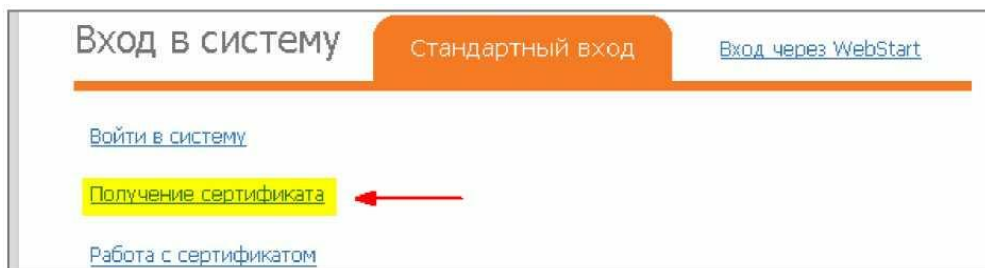 Вход в систему Стандартный вход Вход через WebStart
Войти в систему
Получение сертификата
Работа с сертификатом